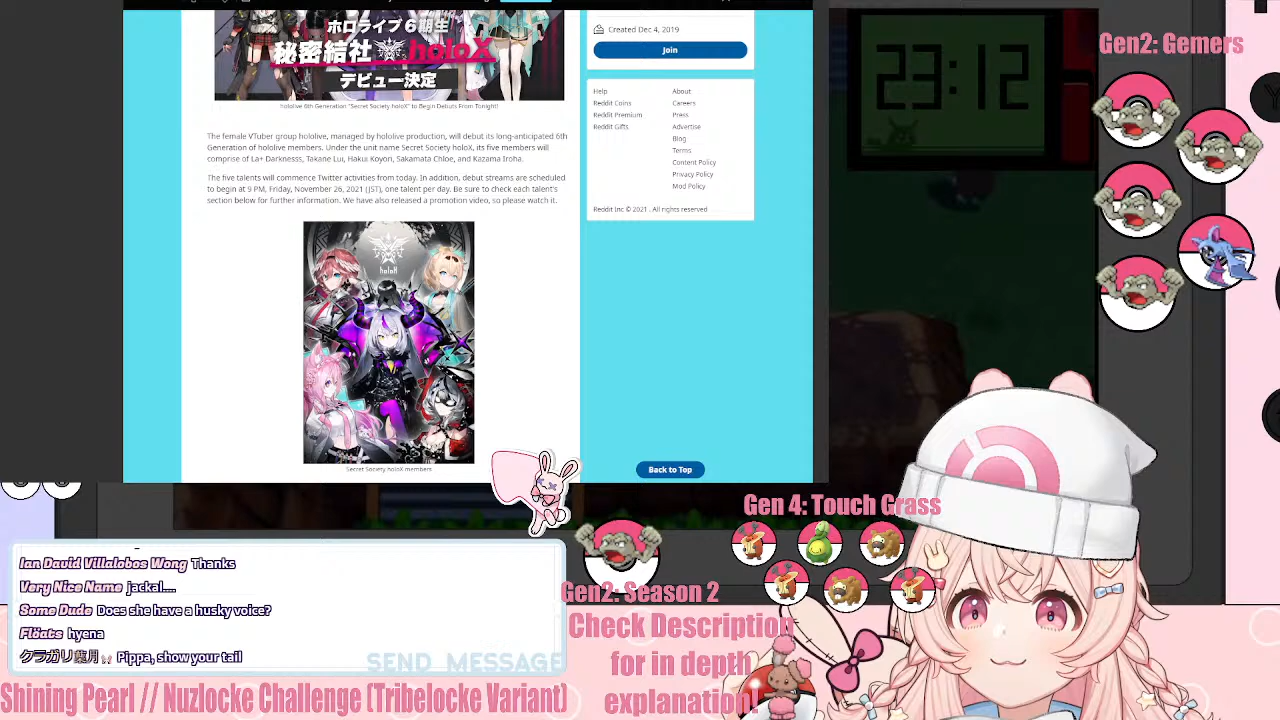 ホロライブ6期生
秘密結社 holoX
デビュー決定
hololive 6th Generation "Secret Society holoX" to Begin Debuts From Tonight!
The female VTuber group hololive, managed by hololive production, will debut its long-anticipated 6th
Generation of hololive members. Under the unit name Secret Society holoX, its five members will
comprise of La+ Darknesss, Takane Lui, Hakui Koyori, Sakamata Chloe, and Kazama Iroha.
The five talents will commence Twitter activities from today. In addition, debut streams are scheduled
to begin at 9 PM, Friday, November 26, 2021 (JST), one talent per day. Be sure to check each talent's
section below for further information. We have also released a promotion video, so please watch it.
holoX
Secret Society holoX members
Created Dec 4, 2019
Join
Help
Reddit Coins
Reddit Premium
Reddit Gifts
About
Careers
Press
Advertise
Blog
Terms
Content Policy
Privacy Policy
Mod Policy
Reddit Inc © 2021 . All rights reserved
Back to Top
23:12
Gen2: Gemers
Gen 4: Touch Grass
Gen2: Season 2
Check Description
for in depth
explanation!
Ian David Villalobos Wong Thanks
Very Nice Name jackal....
Some Dude Does she have a husky voice?
Flöats hyena
クラガリ葉月 Pippa, show your tail
SEND MESSAGE
Shining Pearl // Nuzlocke Challenge (Tribelocke Variant)